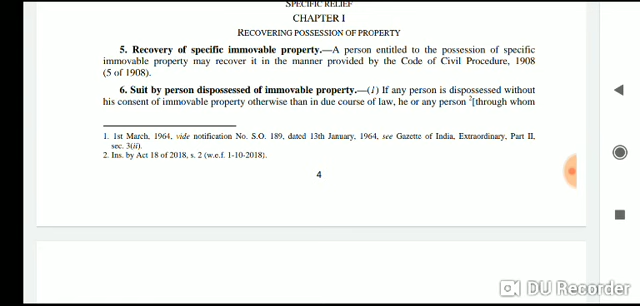 SPECIFIC RELIEF
CHAPTER I
RECOVERING POSSESSION OF PROPERTY
5. Recovery of specific immovable property.—A person entitled to the possession of specific
immovable property may recover it in the manner provided by the Code of Civil Procedure, 1908
(5 of 1908).
6. Suit by person dispossessed of immovable property.—(1) If any person is dispossessed without
his consent of immovable property otherwise than in due course of law, he or any person 2[through whom
1. 1st March, 1964, vide notification No. S.O. 189, dated 13th January, 1964, see Gazette of India, Extraordinary, Part II,
sec. 3(ii).
2. Ins. by Act 18 of 2018, s. 2 (w.e.f. 1-10-2018).
4
DU Recorder